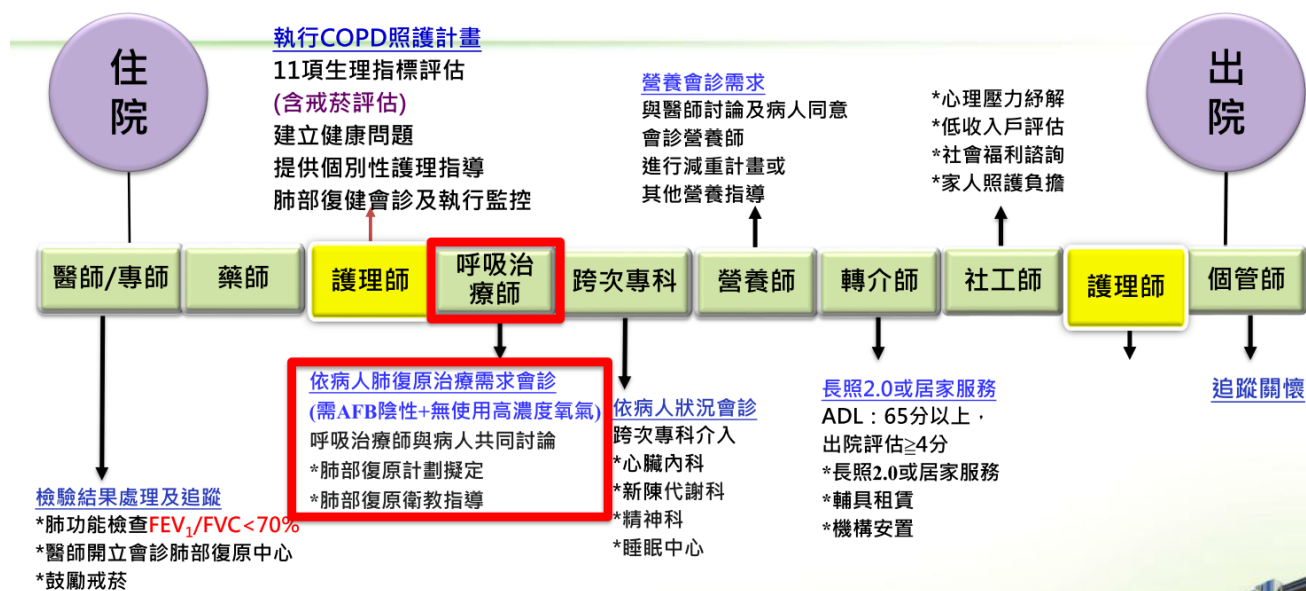 住
院
執行COPD照護計畫
11項生理指標評估
(含戒菸評估)
建立健康問題
提供個別性護理指導
肺部復健會診及執行監控
營養會診需求
與醫師討論及病人同意
會診營養師
進行減重計畫或
其他營養指導
*心理壓力紓解
*低收入戶評估
*社會福利諮詢
*家人照護負擔
出
院
醫師/專師
藥師
護理師
呼吸治
療師
跨次專科
營養師
轉介師
社工師
護理師
個管師
檢驗結果處理及追蹤
*肺功能檢查FEV₁/FVC<70%
*醫師開立會診肺部復原中心
*鼓勵戒菸
依病人肺復原治療需求會診
(需AFB陰性+無使用高濃度氧氣)
呼吸治療師與病人共同討論
*肺部復原計劃擬定
*肺部復原衛教指導
依病人狀況會診
跨次專科介入
*心臟內科
*新陳代謝科
*精神科
*睡眠中心
長照2.0或居家服務
ADL：65分以上，
出院評估≧4分
*長照2.0或居家服務
*輔具租賃
*機構安置
追蹤關懷